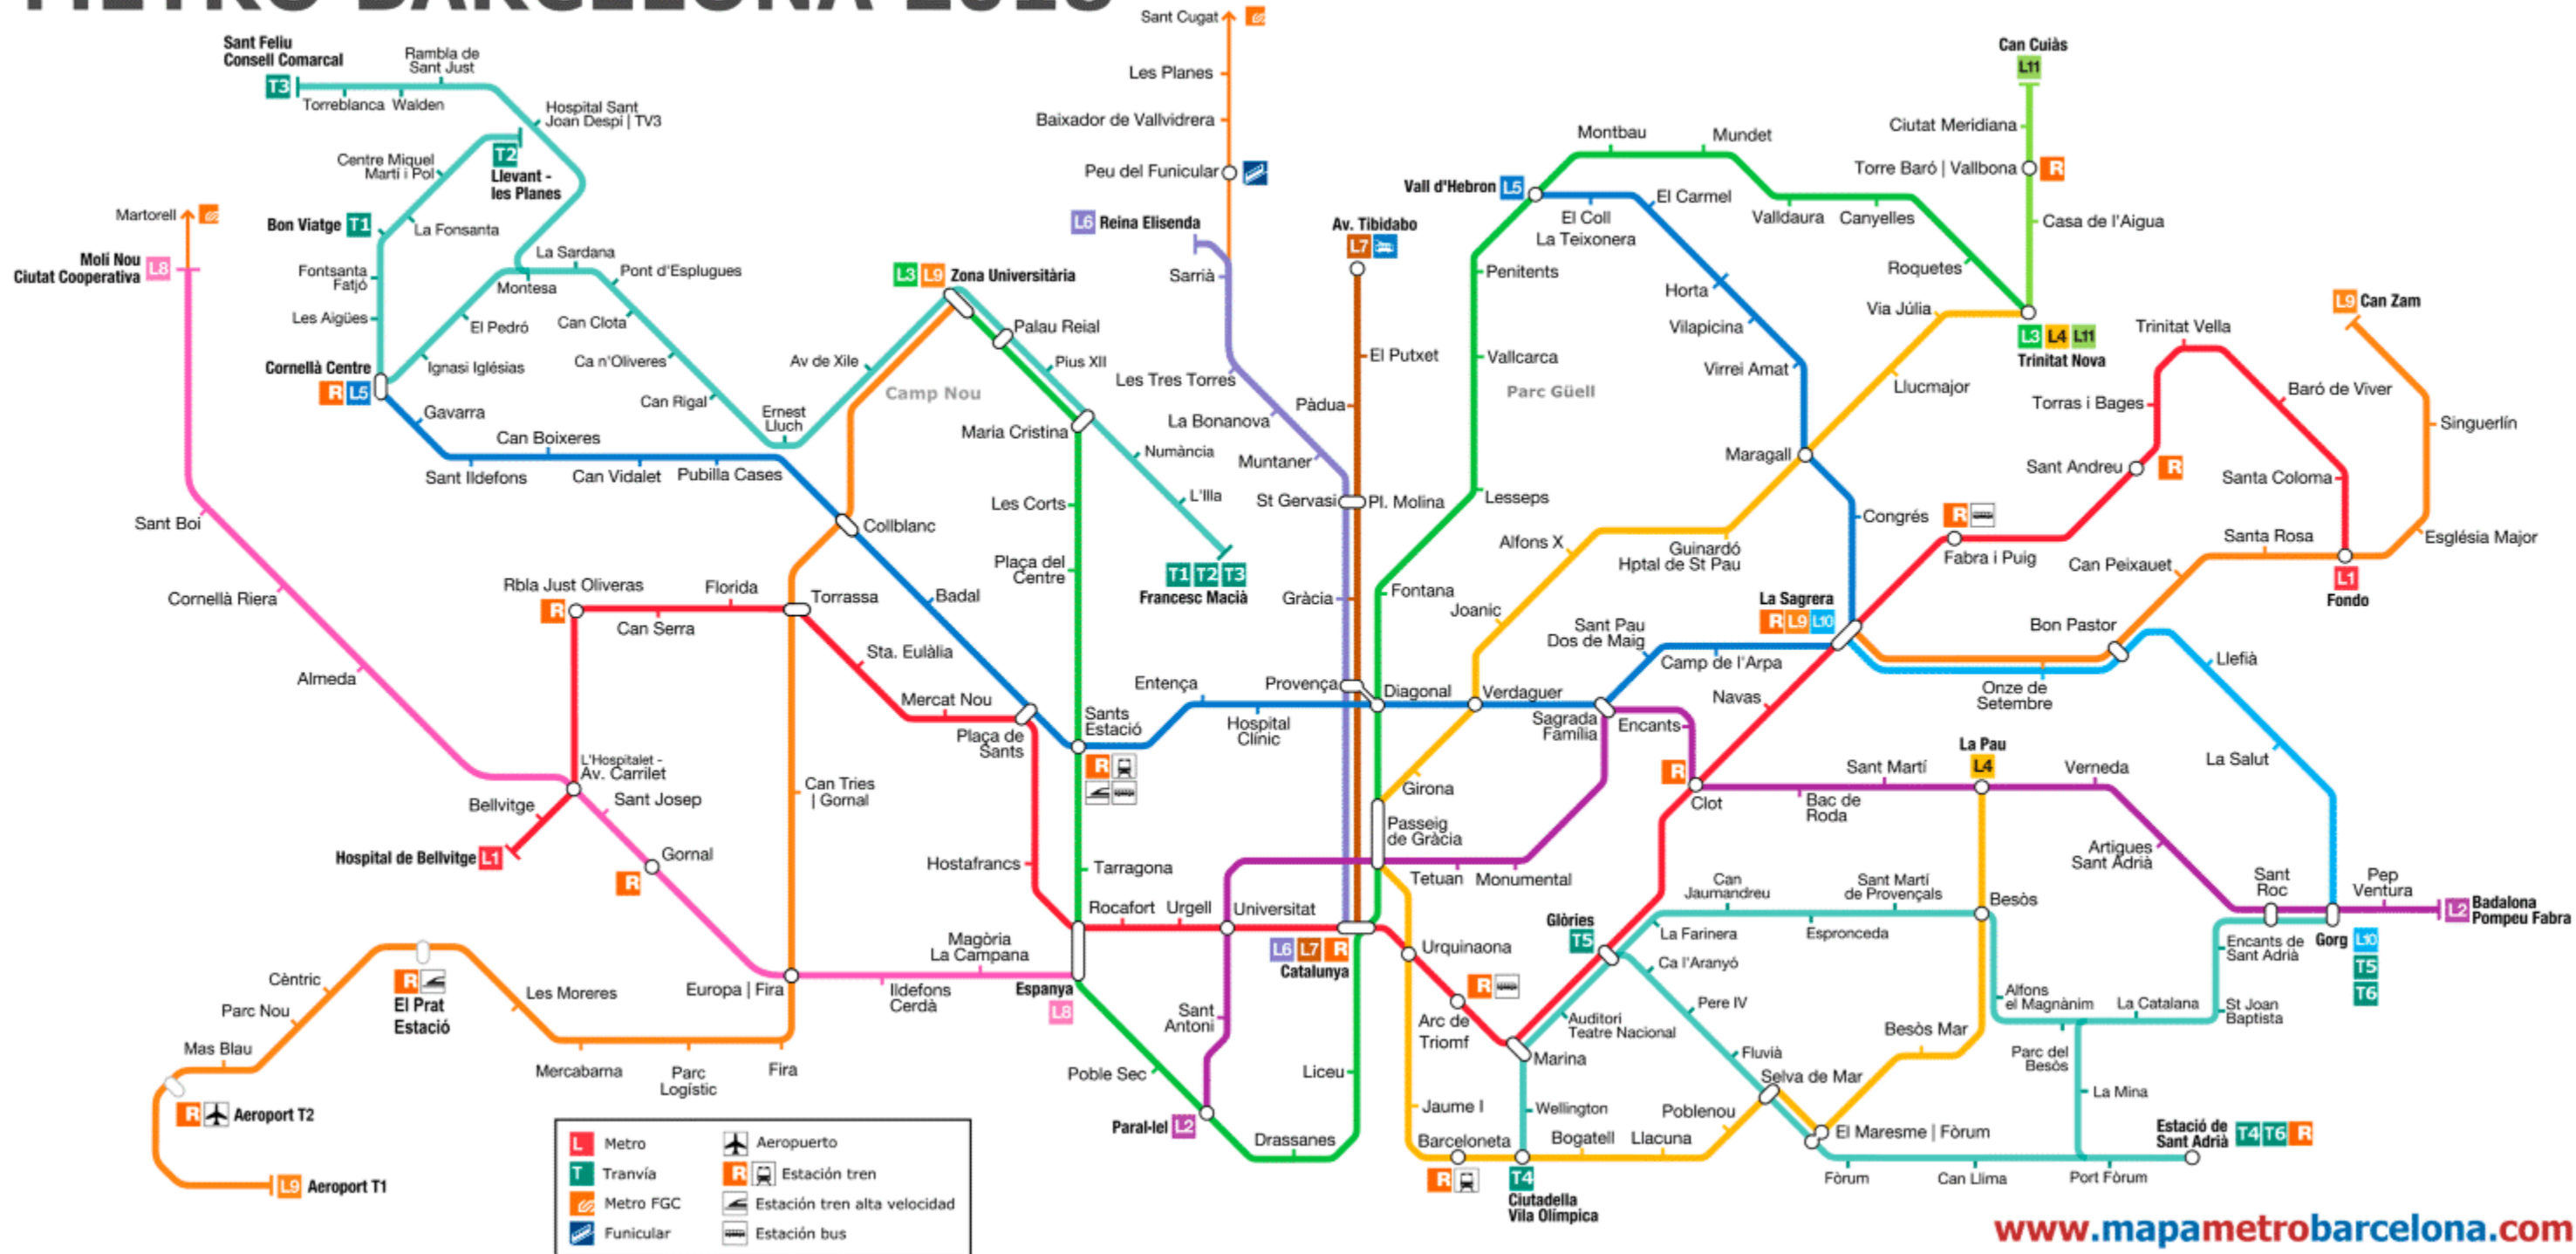 METRO BARCELONA 2018
Sant Cugat
Les Planes
Baixador de Vallvidrera
Peu del Funicular
L6 Reina Elisenda
Sarrià
Les Tres Torres
La Bonanova
Muntaner
St Gervasi
Gràcia
Provença
Sant Feliu
Consell Comarcal
T3
Torreblanca
Walden
Rambla de
Sant Just
Hospital Sant
Joan Despí | TV3
T2
Llevant -
les Planes
Centre Miquel
Martí i Pol
La Fonsanta
Bon Viatge T1
Fontsanta
Fatjó
Les Aigües
Cornellà Centre
R L5
Ignasi Iglésias
El Pedró
Montesa
La Sardana
Pont d'Esplugues
Can Clota
Ca n'Oliveres
Can Rigal
Ernest
Lluch
Av de Xile
L3 L9 Zona Universitària
Palau Reial
Pius XII
Maria Cristina
Numància
L'Illa
T1 T2 T3
Francesc Macià
Camp Nou
Martorell
Molí Nou
Ciutat Cooperativa
L8
Sant Boi
Cornellà Riera
Almeda
L'Hospitalet -
Av. Carrilet
Bellvitge
Hospital de Bellvitge L1
Sant Josep
Gornal
R
Europa | Fira
Ildefons
Cerdà
Magòria
La Campana
Espanya
L8
Gavarra
Sant Ildefons
Can Boixeres
Can Vidalet
Pubilla Cases
Collblanc
Badal
Rbla Just Oliveras
R
Can Serra
Florida
Torrassa
Sta. Eulàlia
Mercat Nou
Plaça de
Sants
Hostafrancs
Can Tries
| Gornal
Les Corts
Plaça del
Centre
Sants
Estació
R
Tarragona
Entença
Hospital
Clínic
Rocafort
Urgell
Universitat
L6 L7 R
Catalunya
Sant
Antoni
Poble Sec
Paral·lel L2
Drassanes
Liceu
Cèntric
Parc Nou
Mas Blau
R
El Prat
Estació
Les Moreres
Mercabarna
Parc
Logístic
Fira
R Aeroport T2
L9 Aeroport T1
Av. Tibidabo
L7
El Putxet
Pàdua
Pl. Molina
Vall d'Hebron L5
Montbau
Mundet
Valldaura
Canyelles
Roquetes
Penitents
Vallcarca
Parc Güell
Lesseps
Fontana
Diagonal
El Coll
La Teixonera
El Carmel
Horta
Vilapicina
Virrei Amat
Maragall
Congrés
Can Cuiàs
L11
Ciutat Meridiana
Torre Baró | Vallbona
R
Casa de l'Aigua
Via Júlia
L3 L4 L11
Trinitat Nova
Llucmajor
Guinardó
Hptal de St Pau
Alfons X
Joanic
Verdaguer
Girona
Passeig
de Gràcia
Tetuan
Monumental
Sagrada
Família
Encants
Sant Pau
Dos de Maig
Camp de l'Arpa
La Sagrera
R L9 L10
Navas
R
Clot
Fabra i Puig
R
Sant Andreu
R
Torras i Bages
Trinitat Vella
Baró de Viver
Santa Coloma
L1
Fondo
L9 Can Zam
Singuerlín
Església Major
Santa Rosa
Can Peixauet
Bon Pastor
Onze de
Setembre
Llefià
La Salut
Bac de
Roda
Sant Martí
La Pau
L4
Verneda
Artigues
Sant Adrià
Sant
Roc
Pep
Ventura
L2
Badalona
Pompeu Fabra
Gorg L10
T5
T6
Encants de
Sant Adrià
St Joan
Baptista
La Catalana
Parc del
Besòs
Alfons
el Magnànim
Besòs
Sant Martí
de Provençals
Espronceda
Can
Jaumandreu
La Farinera
Glòries
T5
Ca l'Aranyó
Pere IV
Fluvià
Selva de Mar
Auditori
Teatre Nacional
Marina
Wellington
Urquinaona
R
Arc de
Triomf
Jaume I
Barceloneta
R
T4
Ciutadella
Vila Olímpica
Bogatell
Llacuna
Poblenou
El Maresme | Fòrum
Besòs Mar
Fòrum
Can Llima
Port Fòrum
La Mina
Estació de
Sant Adrià
T4 T6 R
L Metro
T Tranvía
Metro FGC
Funicular
Aeropuerto
R Estación tren
Estación tren alta velocidad
Estación bus
www.mapametrobarcelona.com